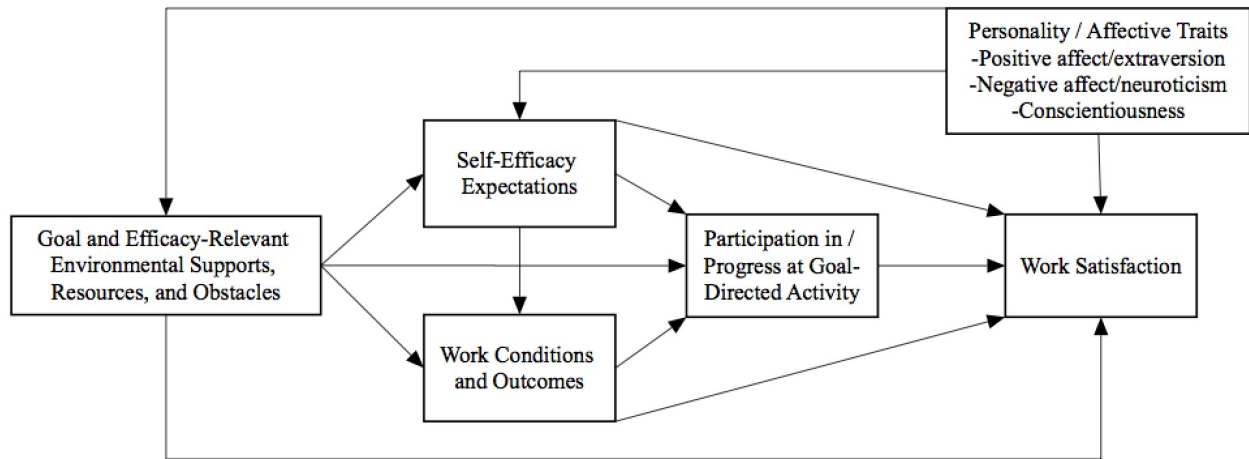 Personality / Affective Traits
-Positive affect/extraversion
-Negative affect/neuroticism
-Conscientiousness
Self-Efficacy
Expectations
Goal and Efficacy-Relevant
Environmental Supports,
Resources, and Obstacles
Participation in /
Progress at Goal-
Directed Activity
Work Satisfaction
Work Conditions
and Outcomes